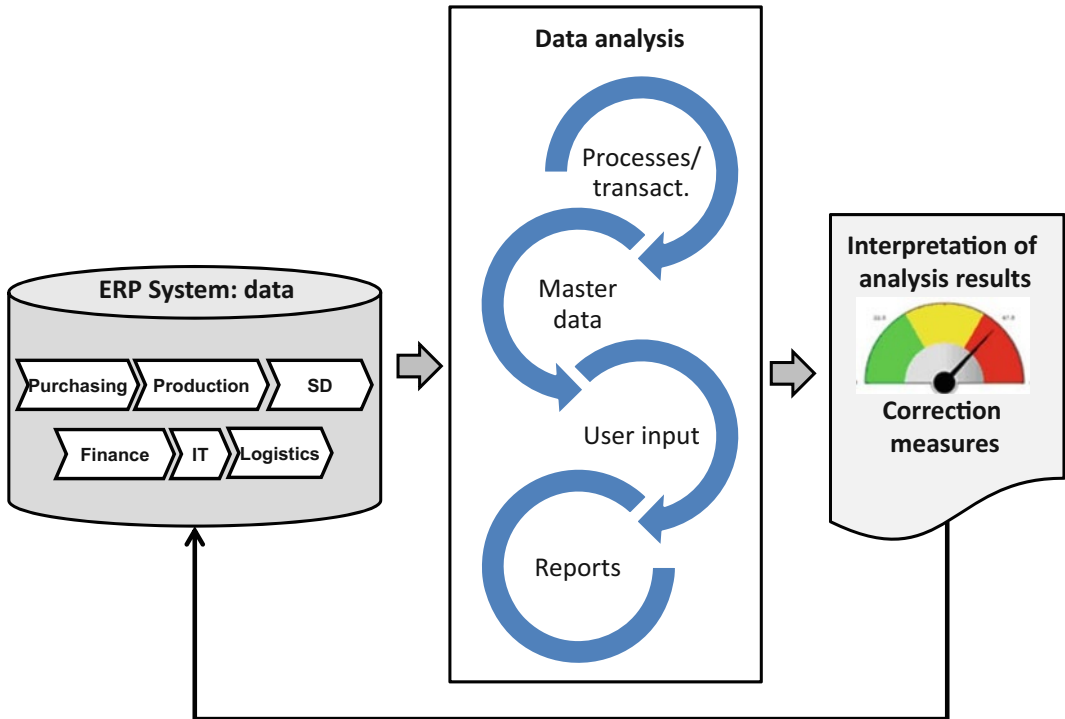 Data analysis
Processes/
transact.
Master
data
User input
Reports
ERP System: data
Purchasing
Production
SD
Finance
IT
Logistics
Interpretation of
analysis results
Correction
measures